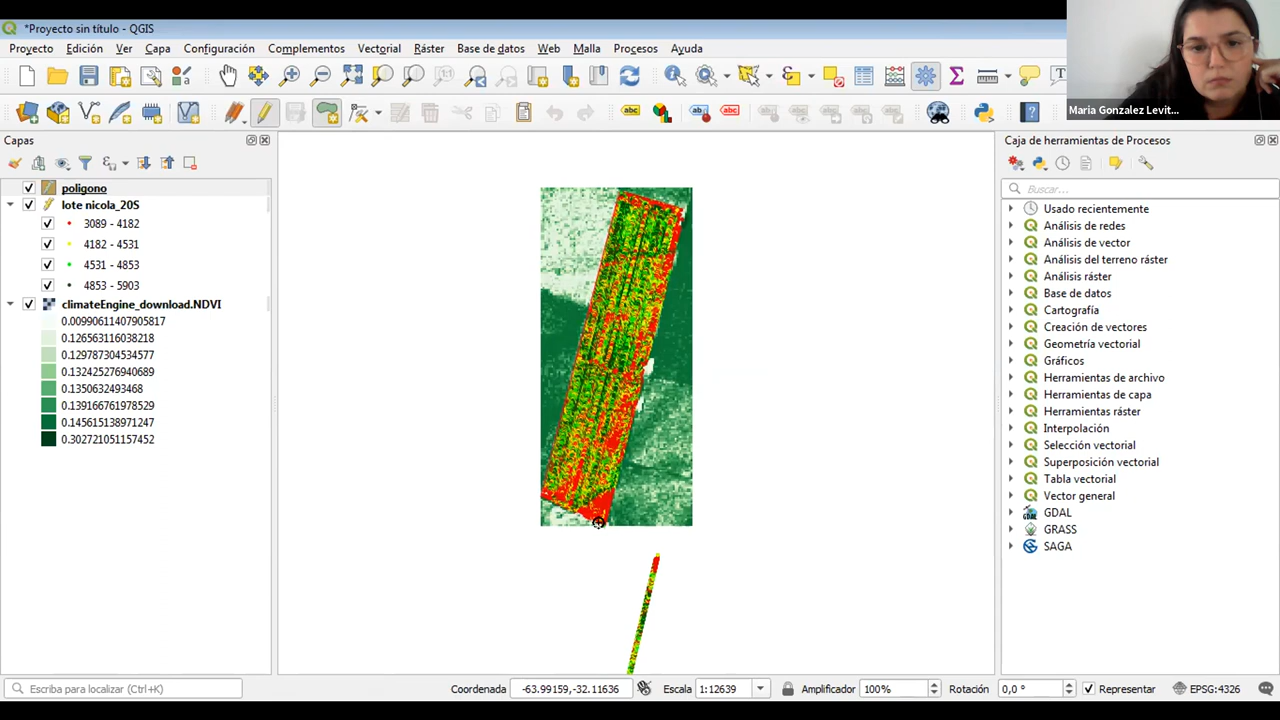 *Proyecto sin título - QGIS
Proyecto Edición Ver Capa Configuración Complementos Vectorial Ráster Base de datos Web Malla Procesos Ayuda
Maria Gonzalez Levit...
Capas
Caja de herramientas de Procesos
Buscar...
poligono
lote nicola_20S
3089 - 4182
4182 - 4531
4531 - 4853
4853 - 5903
climateEngine_download.NDVI
0.00990611407905817
0.126563116038218
0.129787304534577
0.132425276940689
0.1350632493468
0.139166761978529
0.145615138971247
0.302721051157452
Usado recientemente
Análisis de redes
Análisis de vector
Análisis del terreno ráster
Análisis ráster
Base de datos
Cartografía
Creación de vectores
Geometría vectorial
Gráficos
Herramientas de archivo
Herramientas de capa
Herramientas ráster
Interpolación
Selección vectorial
Superposición vectorial
Tabla vectorial
Vector general
GDAL
GRASS
SAGA
Escriba para localizar (Ctrl+K)
Coordenada -63.99159,-32.11636 Escala 1:12639 Amplificador 100% Rotación 0,0 ° Representar EPSG:4326